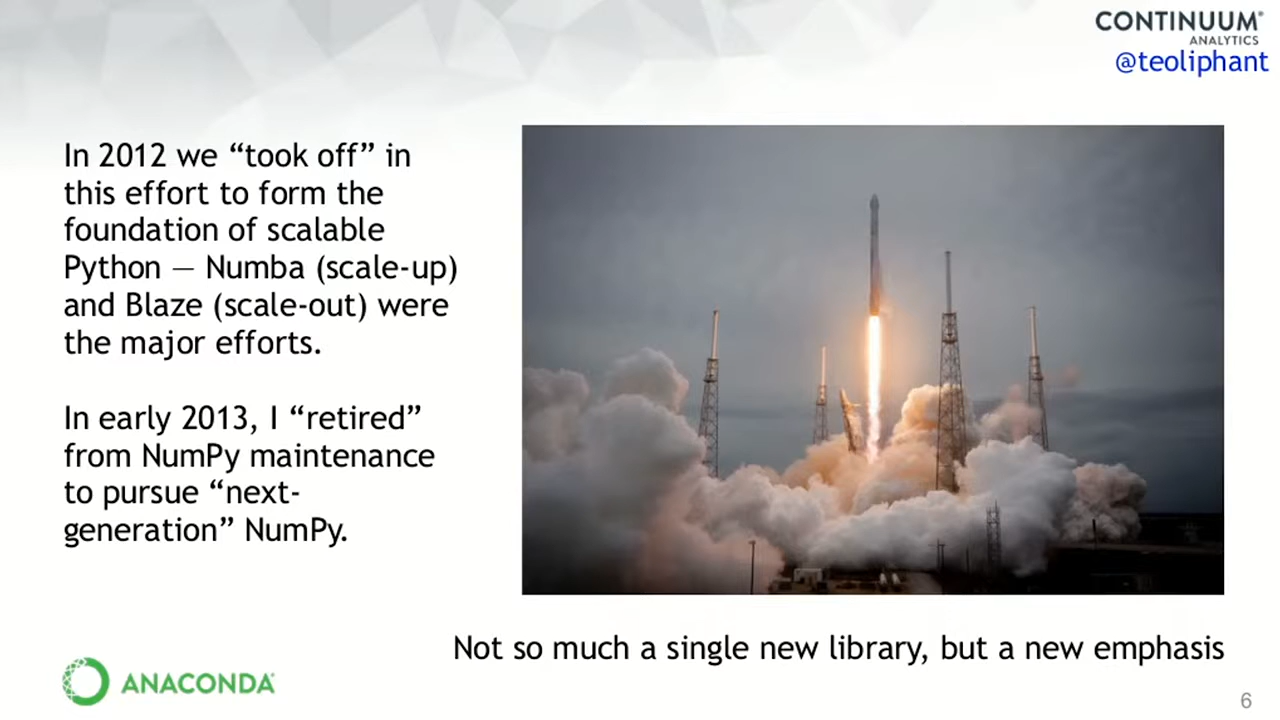 CONTINUUM®
ANALYTICS
@teoliphant
In 2012 we “took off” in
this effort to form the
foundation of scalable
Python — Numba (scale-up)
and Blaze (scale-out) were
the major efforts.
In early 2013, I “retired”
from NumPy maintenance
to pursue “next-
generation” NumPy.
Not so much a single new library, but a new emphasis
ANACONDA®
6